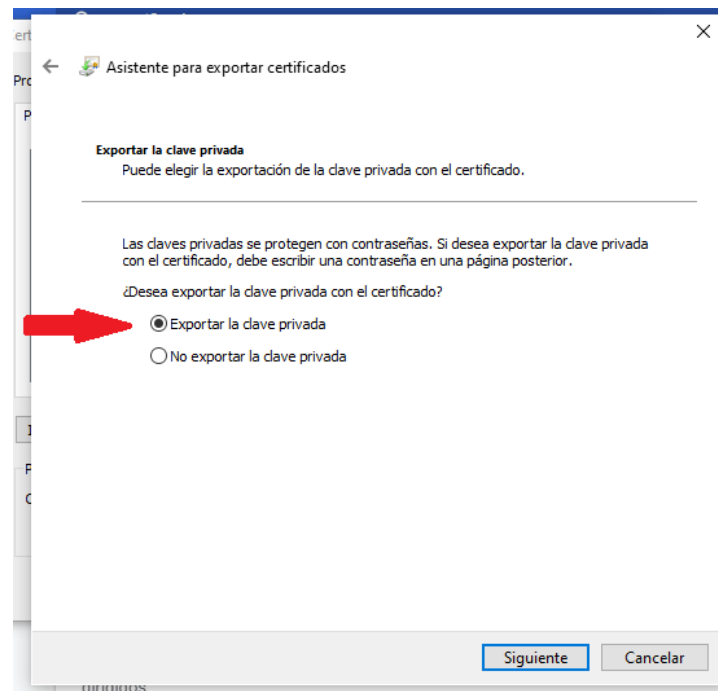 ert
Asistente para exportar certificados
Pro
P
Exportar la clave privada
Puede elegir la exportación de la clave privada con el certificado.
Las claves privadas se protegen con contraseñas. Si desea exportar la clave privada
con el certificado, debe escribir una contraseña en una página posterior.
¿Desea exportar la clave privada con el certificado?
Exportar la clave privada
No exportar la clave privada
Siguiente
Cancelar